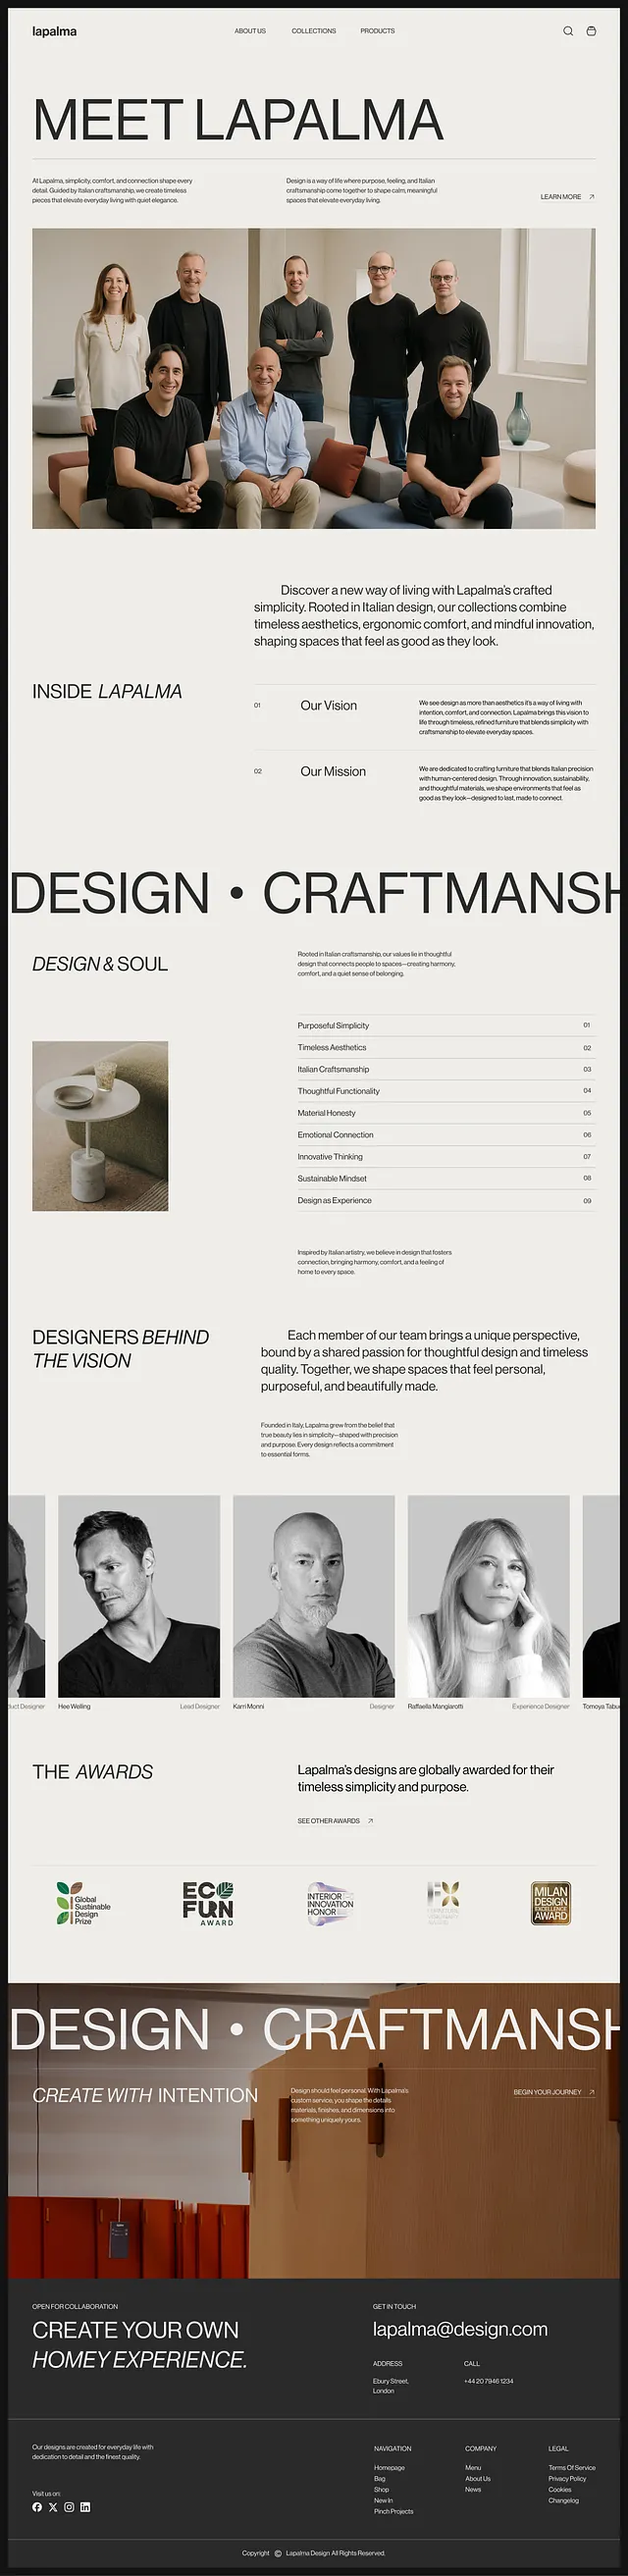 lapalma
ABOUT US
COLLECTIONS
PRODUCTS
MEET LAPALMA
At Lapalma, simplicity, comfort, and connection shape every
detail. Guided by Italian craftsmanship, we create timeless
pieces that elevate everyday living with quiet elegance.
Design is a way of life where purpose, feeling, and Italian
craftsmanship come together to shape calm, meaningful
spaces that elevate everyday living.
LEARN MORE
Discover a new way of living with Lapalma's crafted
simplicity. Rooted in Italian design, our collections combine
timeless aesthetics, ergonomic comfort, and mindful innovation,
shaping spaces that feel as good as they look.
INSIDE LAPALMA
01
Our Vision
We see design as more than aesthetics it's a way of living with
intention, comfort, and connection. Lapalma brings this vision to
life through timeless, refined furniture that blends simplicity with
craftsmanship to elevate everyday spaces.
02
Our Mission
We are dedicated to crafting furniture that blends Italian precision
with human-centered design. Through innovation, sustainability,
and thoughtful materials, we shape environments that feel as
good as they look—designed to last, made to connect.
DESIGN • CRAFTMANSH
DESIGN & SOUL
Rooted in Italian craftsmanship, our values lie in thoughtful
design that connects people to spaces—creating harmony,
comfort, and a quiet sense of belonging.
Purposeful Simplicity 01
Timeless Aesthetics 02
Italian Craftsmanship 03
Thoughtful Functionality 04
Material Honesty 05
Emotional Connection 06
Innovative Thinking 07
Sustainable Mindset 08
Design as Experience 09
Inspired by Italian artistry, we believe in design that fosters
connection, bringing harmony, comfort, and a feeling of
home to every space.
DESIGNERS BEHIND
THE VISION
Each member of our team brings a unique perspective,
bound by a shared passion for thoughtful design and timeless
quality. Together, we shape spaces that feel personal,
purposeful, and beautifully made.
Founded in Italy, Lapalma grew from the belief that
true beauty lies in simplicity—shaped with precision
and purpose. Every design reflects a commitment
to essential forms.
duct Designer
Hee Welling
Lead Designer
Karri Monni
Designer
Raffaella Mangiarotti
Experience Designer
Tomoya Tabu
THE AWARDS
Lapalma's designs are globally awarded for their
timeless simplicity and purpose.
SEE OTHER AWARDS
Global
Sustinable
Design
Prize
ECO
FUN
AWARD
INTERIOR
INNOVATION
HONOR
MILAN
DESIGN
EXCELLENCE
AWARD
DESIGN • CRAFTMANSH
CREATE WITH INTENTION
Design should feel personal. With Lapalma's
custom service, you shape the details
materials, finishes, and dimensions into
something uniquely yours.
BEGIN YOUR JOURNEY
OPEN FOR COLLABORATION
CREATE YOUR OWN
HOMEY EXPERIENCE.
GET IN TOUCH
lapalma@design.com
ADDRESS
Ebury Street,
London
CALL
+44 20 7946 1234
Our designs are created for everyday life with
dedication to detail and the finest quality.
Visit us on:
NAVIGATION
Homepage
Bag
Shop
New In
Pinch Projects
COMPANY
Menu
About Us
News
LEGAL
Terms Of Service
Privacy Policy
Cookies
Changelog
Copyright © Lapalma Design All Rights Reserved.